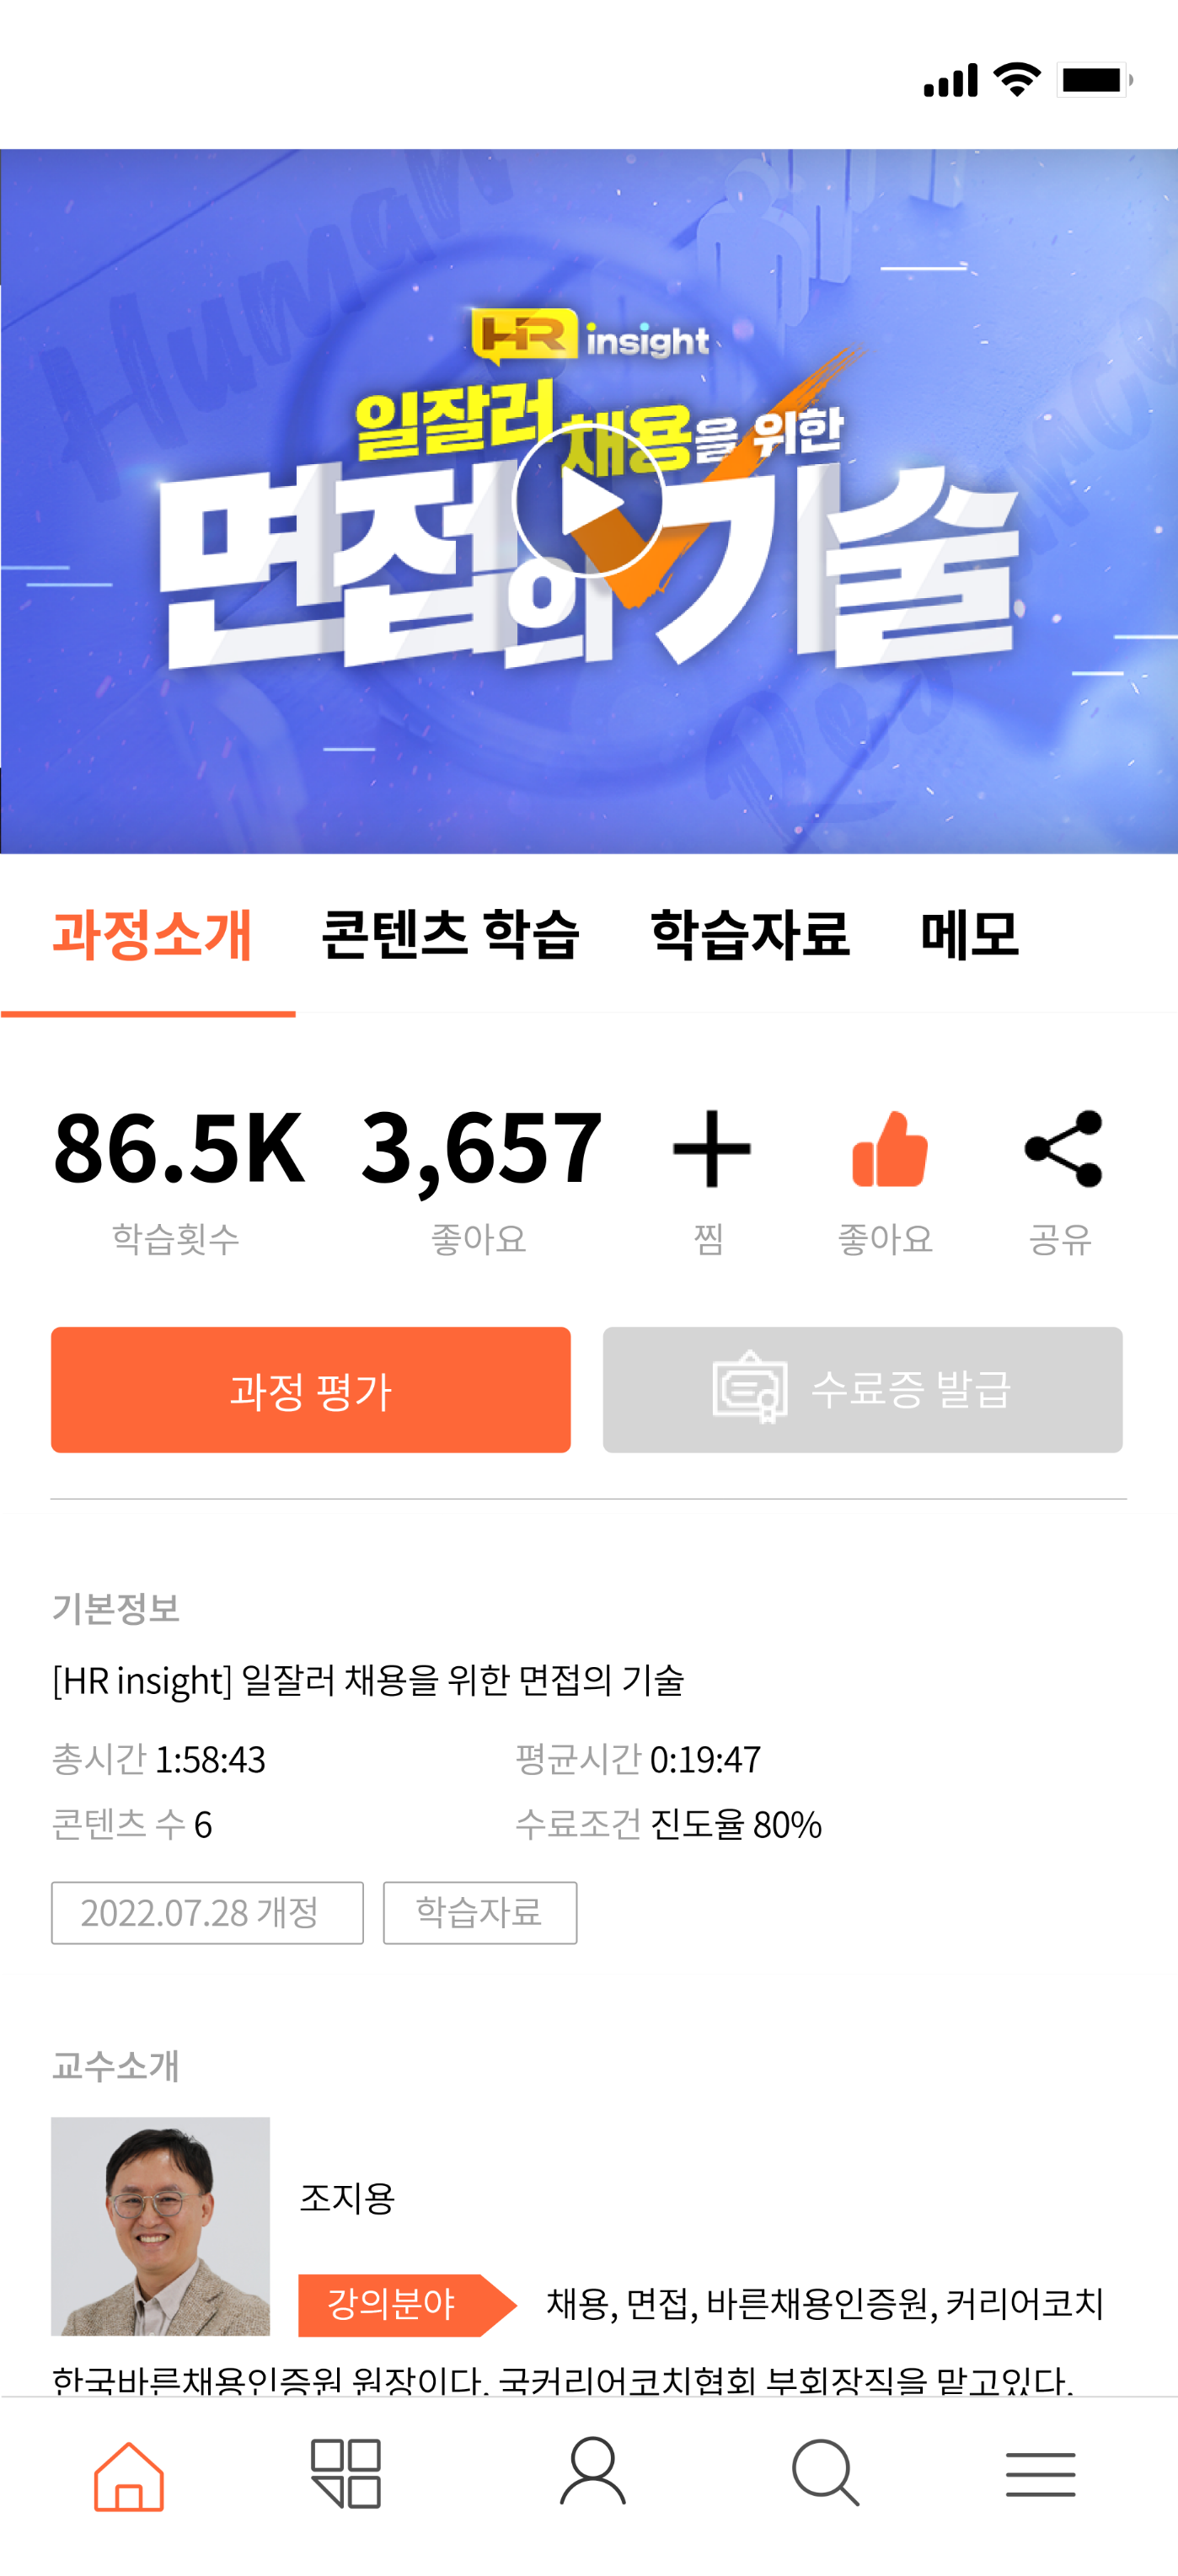 Human
HR insight
일잘러 채용을 위한
면접의 기술
과정소개 콘텐츠 학습 학습자료 메모
86.5K 3,657
학습횟수 좋아요 찜 좋아요 공유
과정 평가 수료증 발급
기본정보
[HR insight] 일잘러 채용을 위한 면접의 기술
총시간 1:58:43 평균시간 0:19:47
콘텐츠 수 6 수료조건 진도율 80%
2022.07.28 개정 학습자료
교수소개
조지용
강의분야 채용, 면접, 바른채용인증원, 커리어코치
한국바른채용인증원 원장이다. 국커리어코치협회 부회장직을 맡고있다.